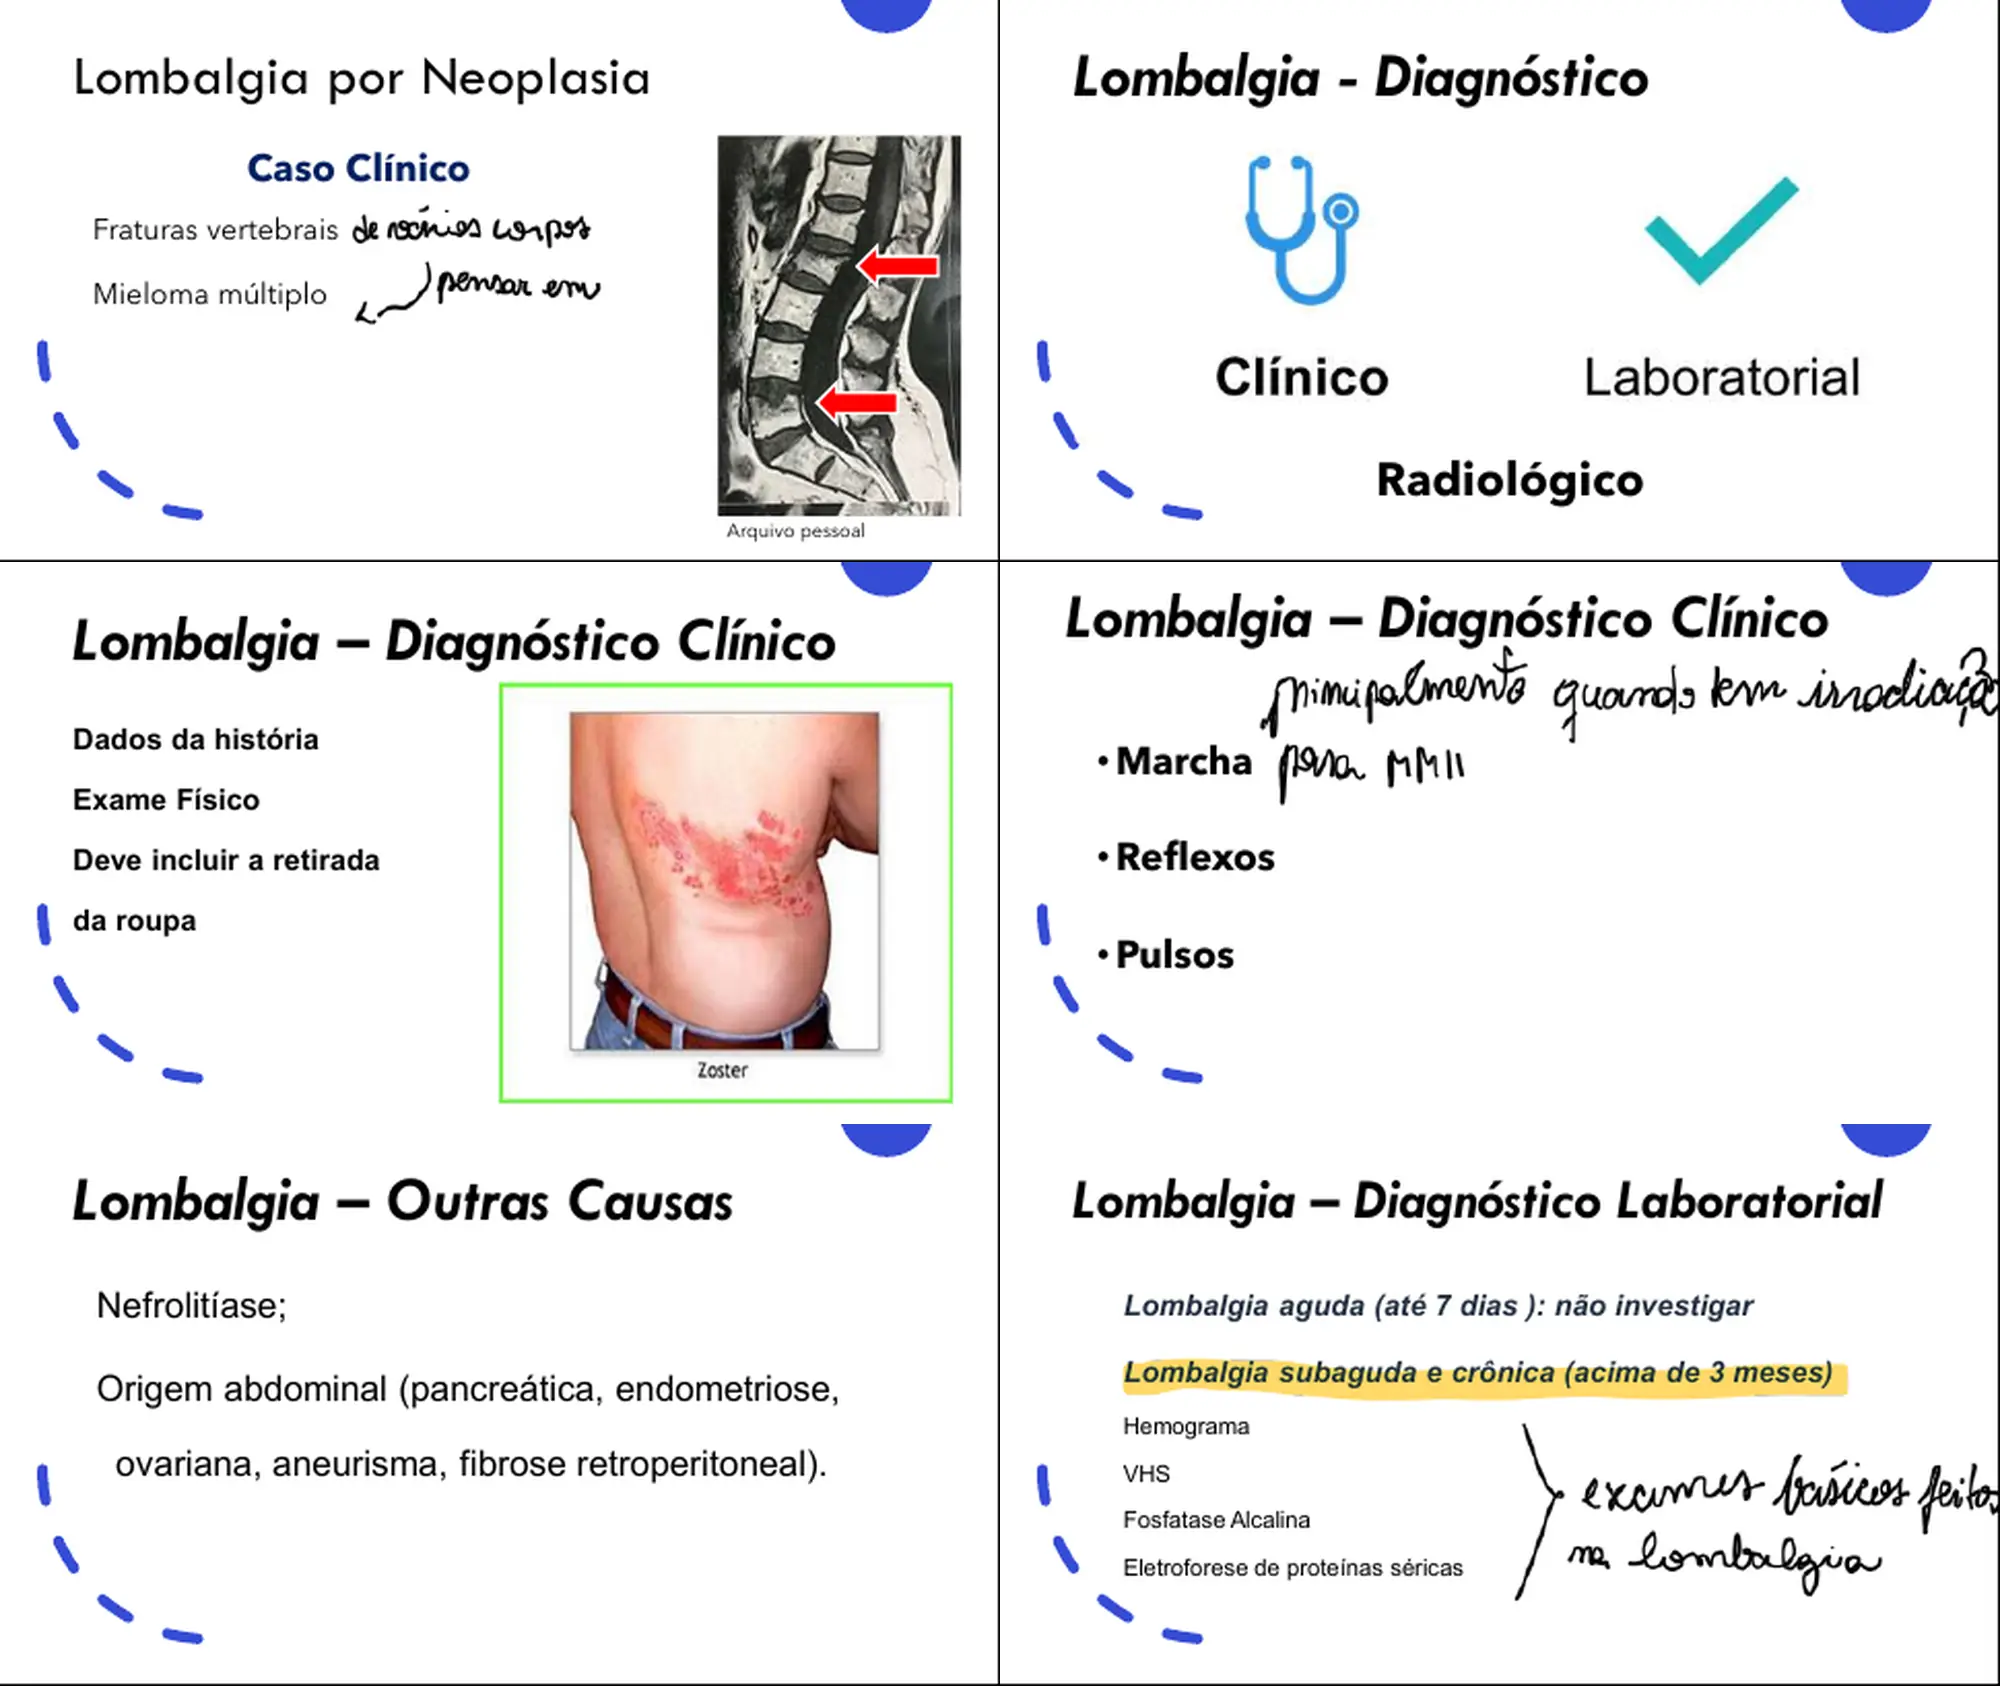 Lombalgia por Neoplasia
Caso Clínico
Fraturas vertebrais de vários corpos
Mieloma múltiplo pensar em
Arquivo pessoal
Lombalgia - Diagnóstico
Clínico
Laboratorial
Radiológico
Lombalgia – Diagnóstico Clínico
Dados da história
Exame Físico
Deve incluir a retirada
da roupa
Zoster
Lombalgia – Diagnóstico Clínico
principalmente quando tem irradiação
• Marcha para MMII
• Reflexos
• Pulsos
Lombalgia – Outras Causas
Nefrolitíase;
Origem abdominal (pancreática, endometriose,
ovariana, aneurisma, fibrose retroperitoneal).
Lombalgia – Diagnóstico Laboratorial
Lombalgia aguda (até 7 dias ): não investigar
Lombalgia subaguda e crônica (acima de 3 meses)
Hemograma
VHS
Fosfatase Alcalina
Eletroforese de proteínas séricas
exames básicos feitos
na lombalgia